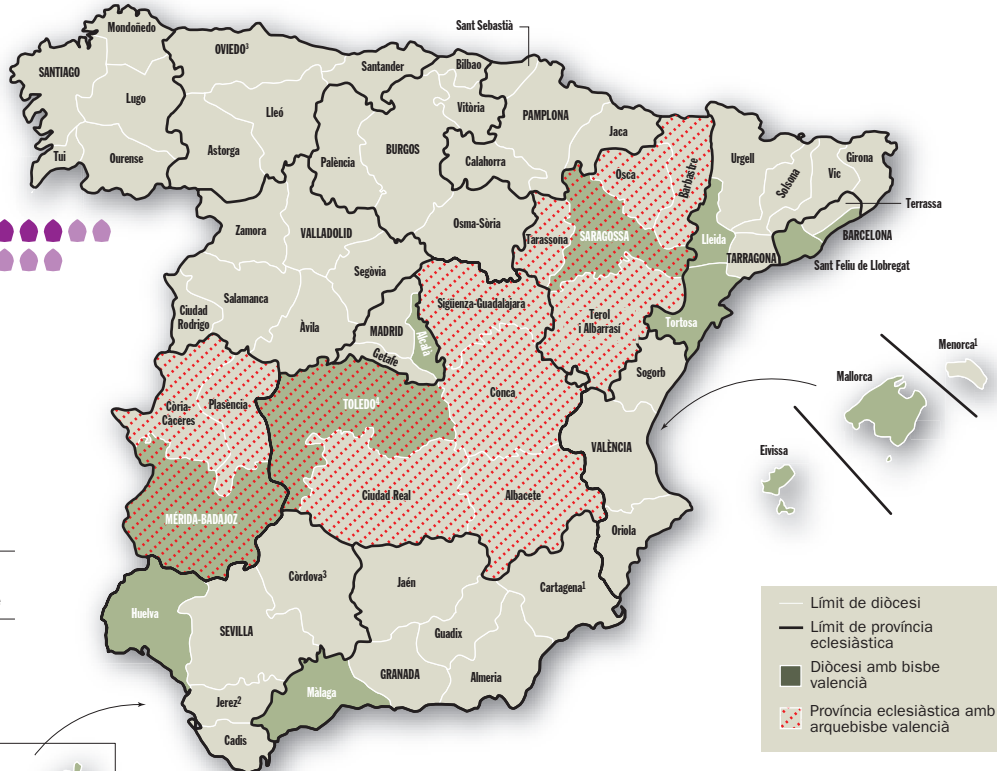 Sant Sebastià
Mondoñedo
OVIEDO³
Santander
Bilbao
SANTIAGO
Lugo
Lleó
Vitòria
PAMPLONA
Jaca
Tui
Ourense
Astorga
Palència
BURGOS
Calahorra
Osca
Barbastre
Urgell
Solsona
Vic
Girona
Terrassa
Zamora
VALLADOLID
Osma-Sòria
Tarassona
SARAGOSSA
Lleida
TARRAGONA
BARCELONA
Sant Feliu de Llobregat
Segòvia
Salamanca
Ciudad
Rodrigo
Àvila
MADRID
Getafe
Alcalà
Sigüenza-Guadalajara
Terol
i Albarrasí
Tortosa
Sogorb
Menorca¹
Mallorca
Eivissa
Còria-
Càceres
Plasència
TOLEDO⁴
Conca
VALÈNCIA
MÉRIDA-BADAJOZ
Ciudad Real
Albacete
Oriola
Huelva
SEVILLA
Còrdova³
Jaén
Cartagena¹
Guadix
GRANADA
Almeria
Màlaga
Jerez²
Cadis
Límit de diòcesi
Límit de província
eclesiàstica
Diòcesi amb bisbe
valencià
Província eclesiàstica amb
arquebisbe valencià